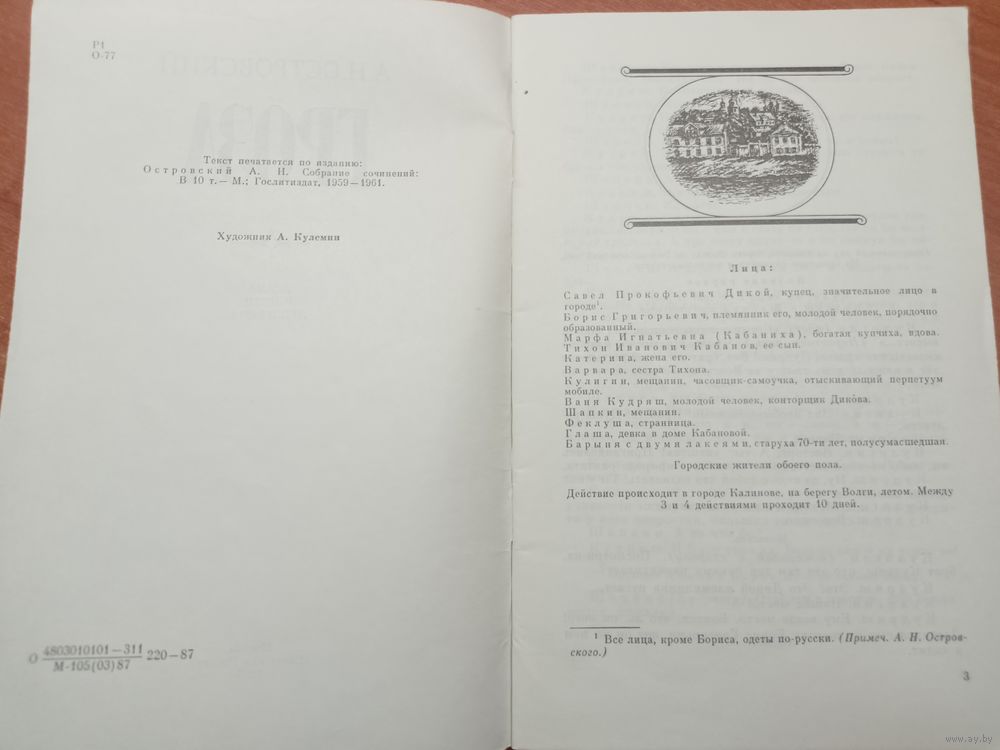 Р1
О-77
Текст печатается по изданию:
Островский А. Н. Собрание сочинений:
В 10 т.— М.: Гослитиздат, 1959—1961.
Художник А. Кулемин
О 4803010101—311
М-105(03)87
220—87
Лица:
Савел Прокофьевич Дикой, купец, значительное лицо в
городе¹.
Борис Григорьевич, племянник его, молодой человек, порядочно
образованный.
Марфа Игнатьевна (Кабаниха), богатая купчиха, вдова.
Тихон Иванович Кабанов, ее сын.
Катерина, жена его.
Варвара, сестра Тихона.
Кулигин, мещанин, часовщик-самоучка, отыскивающий перпетуум
мобиле.
Ваня Кудряш, молодой человек, конторщик Дикова.
Шапкин, мещанин.
Феклуша, странница.
Глаша, девка в доме Кабановой.
Барыня с двумя лакеями, старуха 70-ти лет, полусумасшедшая.
Городские жители обоего пола.
Действие происходит в городе Калинове, на берегу Волги, летом. Между
3 и 4 действиями проходит 10 дней.
¹ Все лица, кроме Бориса, одеты по-русски. (Примеч. А. Н. Остров-
ского.)
3
www.ay.by